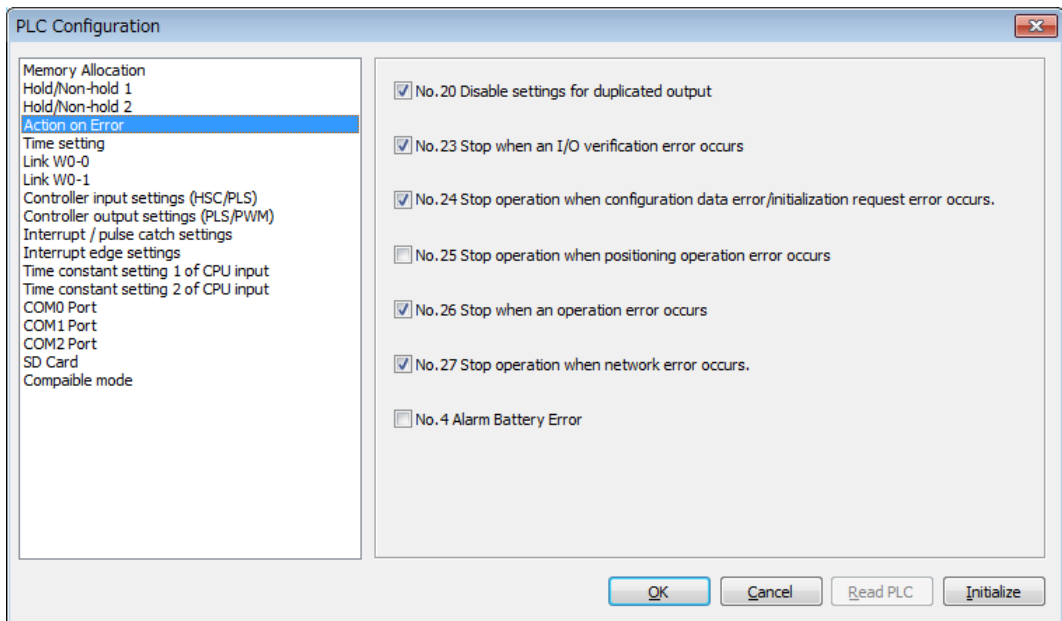 PLC Configuration
Memory Allocation
Hold/Non-hold 1
Hold/Non-hold 2
Action on Error
Time setting
Link W0-0
Link W0-1
Controller input settings (HSC/PLS)
Controller output settings (PLS/PWM)
Interrupt / pulse catch settings
Interrupt edge settings
Time constant setting 1 of CPU input
Time constant setting 2 of CPU input
COM0 Port
COM1 Port
COM2 Port
SD Card
Compaible mode
No.20 Disable settings for duplicated output
No.23 Stop when an I/O verification error occurs
No.24 Stop operation when configuration data error/initialization request error occurs.
No.25 Stop operation when positioning operation error occurs
No.26 Stop when an operation error occurs
No.27 Stop operation when network error occurs.
No.4 Alarm Battery Error
OK
Cancel
Read PLC
Initialize